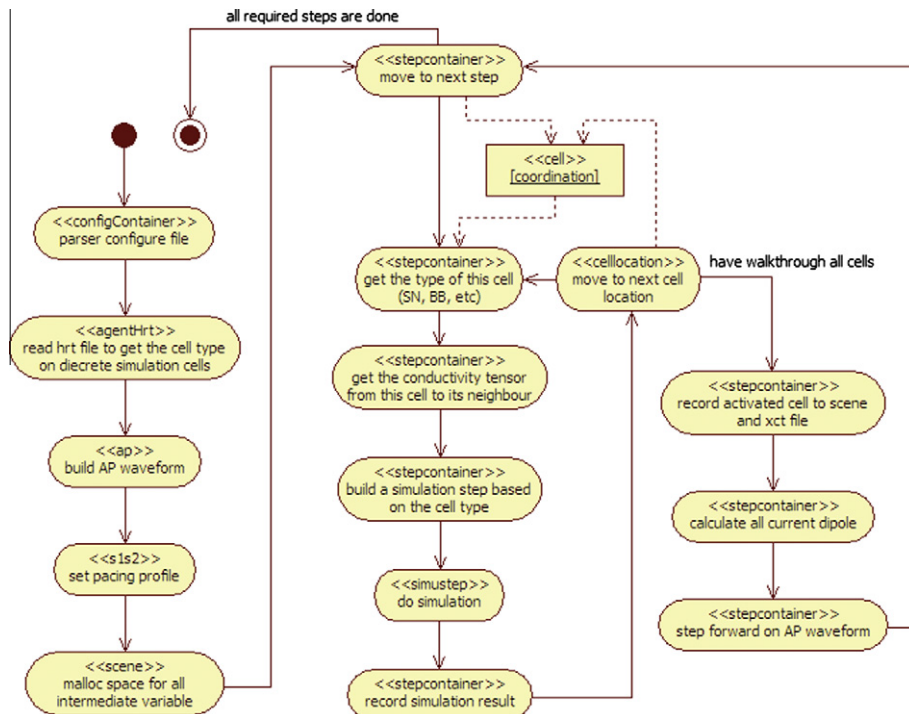 all required steps are done
<<stepcontainer>>
move to next step
<<cell>>
[coordination]
<<configContainer>>
parser configure file
<<agentHrt>>
read hrt file to get the cell type
on diecrete simulation cells
<<ap>>
build AP waveform
<<s1s2>>
set pacing profile
<<scene>>
malloc space for all
intermediate variable
<<stepcontainer>>
get the type of this cell
(SN, BB, etc)
<<stepcontainer>>
get the conductivity tensor
from this cell to its neighbour
<<stepcontainer>>
build a simulation step based
on the cell type
<<simustep>>
do simulation
<<stepcontainer>>
record simulation result
<<celllocation>>
move to next cell
location
have walkthrough all cells
<<stepcontainer>>
record activated cell to scene
and xct file
<<stepcontainer>>
calculate all current dipole
<<stepcontainer>>
step forward on AP waveform